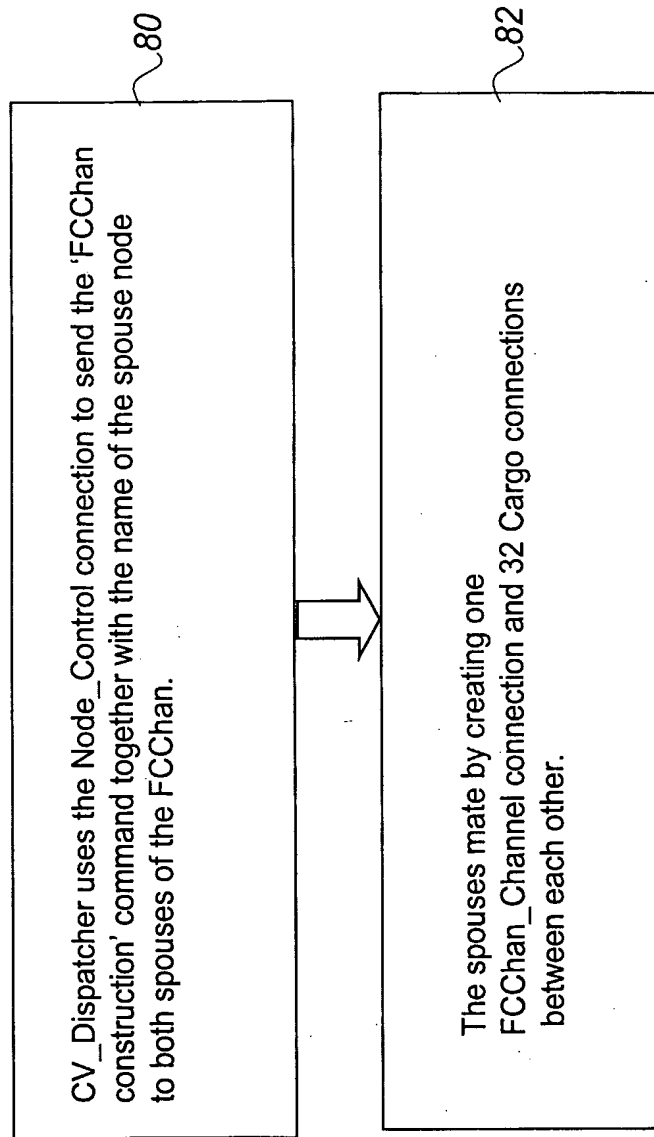 CV_Dispatcher uses the Node_Control connection to send the 'FCChan
construction' command together with the name of the spouse node
to both spouses of the FCChan.
80
The spouses mate by creating one
FCChan_Channel connection and 32 Cargo connections
between each other.
82